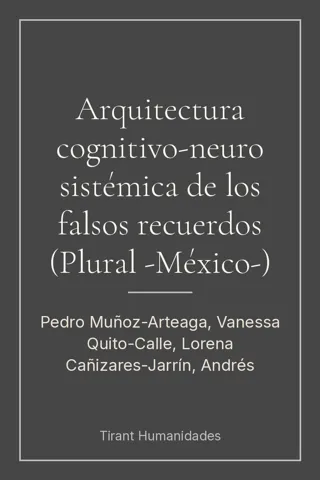 Arquitectura
cognitivo-neuro
sistémica de los
falsos recuerdos
(Plural -México-)
Pedro Muñoz-Arteaga, Vanessa
Quito-Calle, Lorena
Cañizares-Jarrín, Andrés
Tirant Humanidades